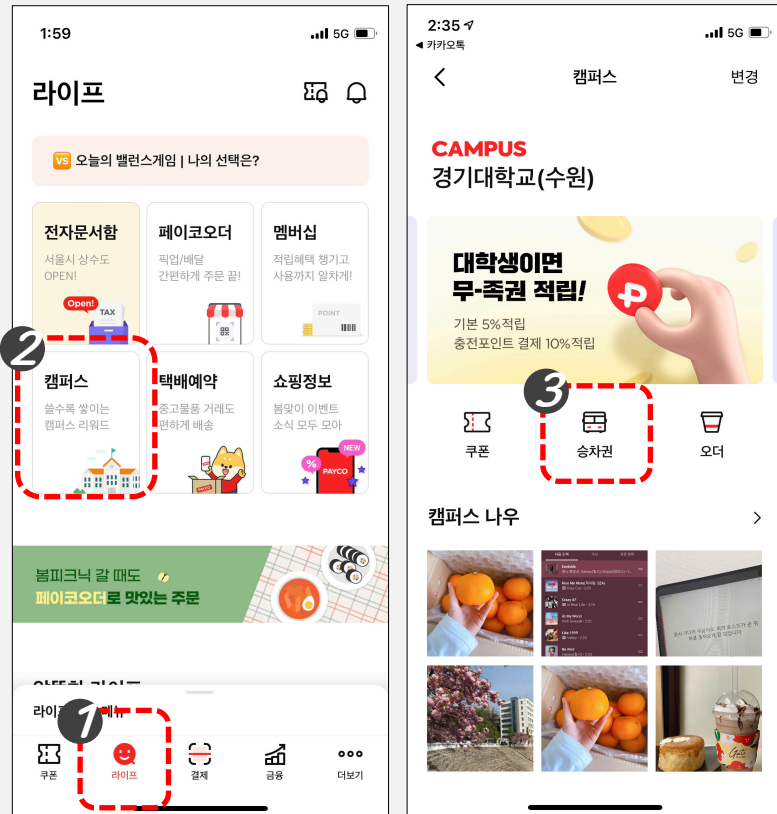 1:59
5G
라이프
VS 오늘의 밸런스게임 | 나의 선택은?
전자문서함
서울시 상수도
OPEN!
Open!
TAX
페이코오더
픽업/배달
간편하게 주문 끝!
멤버십
적립혜택 챙기고
사용까지 알차게!
POINT
2
캠퍼스
쓸수록 쌓이는
캠퍼스 리워드
택배예약
중고물품 거래도
편하게 배송
PAYCO
쇼핑정보
봄맞이 이벤트
소식 모두 모아
NEW
%
PAYCO
봄피크닉 갈 때도
페이코오더로 맛있는 주문
1
쿠폰
라이프
결제
금융
더보기
2:35
5G
◀ 카카오톡
캠퍼스
변경
CAMPUS
경기대학교(수원)
대학생이면
무-족권 적립!
기본 5%적립
충전포인트 결제 10%적립
3
쿠폰
승차권
오더
캠퍼스 나우